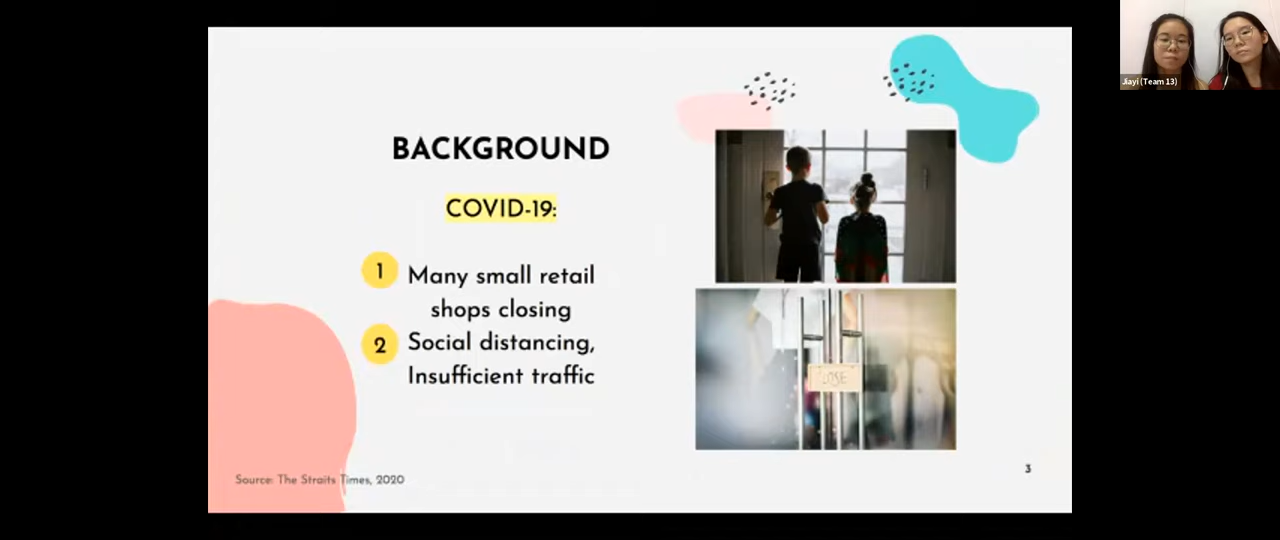 BACKGROUND
COVID-19:
1 Many small retail
shops closing
2 Social distancing,
Insufficient traffic
Source: The Straits Times, 2020
3
Jiayi (Team 13)